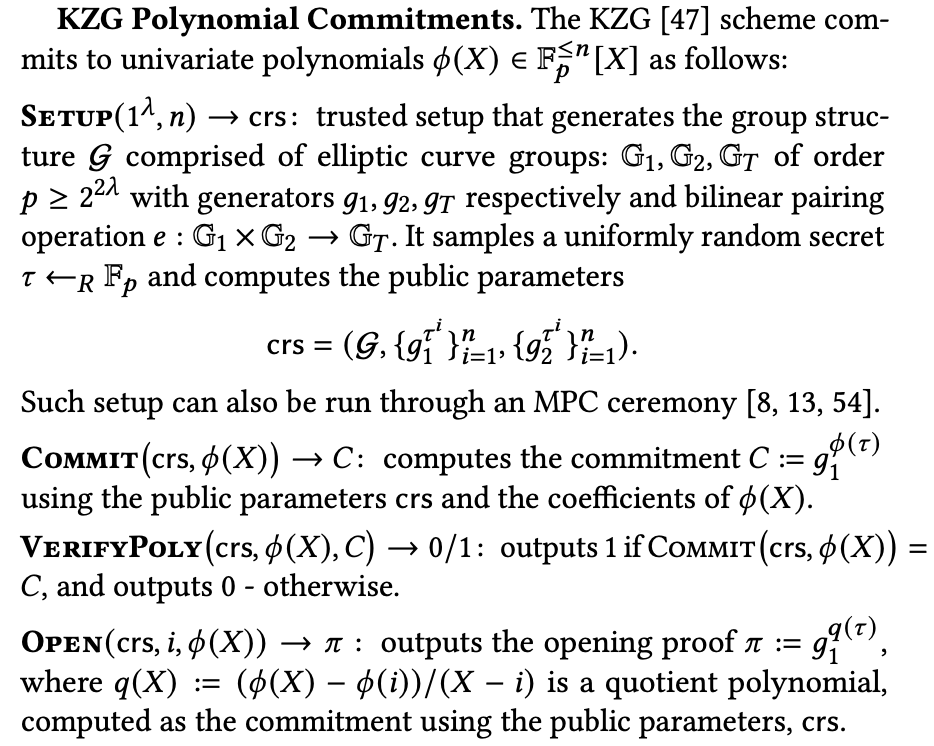 KZG Polynomial Commitments. The KZG [47] scheme com-
mits to univariate polynomials ϕ(X) ∈ 𝔽ₚ^{≤n}[X] as follows:
SETUP(1^λ, n) → crs: trusted setup that generates the group struc-
ture 𝒢 comprised of elliptic curve groups: 𝔾₁, 𝔾₂, 𝔾_T of order
p ≥ 2^{2λ} with generators g₁, g₂, g_T respectively and bilinear pairing
operation e : 𝔾₁ × 𝔾₂ → 𝔾_T. It samples a uniformly random secret
τ ←_R 𝔽ₚ and computes the public parameters
crs = (𝒢, {g₁^{τ^i}}_{i=1}^n, {g₂^{τ^i}}_{i=1}^n).
Such setup can also be run through an MPC ceremony [8, 13, 54].
COMMIT(crs, ϕ(X)) → C: computes the commitment C := g₁^{ϕ(τ)}
using the public parameters crs and the coefficients of ϕ(X).
VERIFYPOLY(crs, ϕ(X), C) → 0/1: outputs 1 if COMMIT(crs, ϕ(X)) =
C, and outputs 0 - otherwise.
OPEN(crs, i, ϕ(X)) → π : outputs the opening proof π := g₁^{q(τ)},
where q(X) := (ϕ(X) − ϕ(i))/(X − i) is a quotient polynomial,
computed as the commitment using the public parameters, crs.